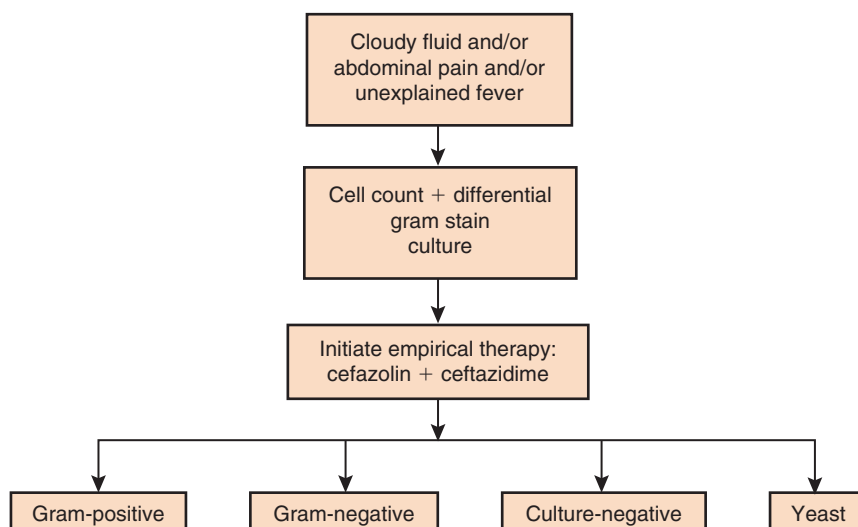 Cloudy fluid and/or
abdominal pain and/or
unexplained fever
Cell count + differential
gram stain
culture
Initiate empirical therapy:
cefazolin + ceftazidime
Gram-positive
Gram-negative
Culture-negative
Yeast